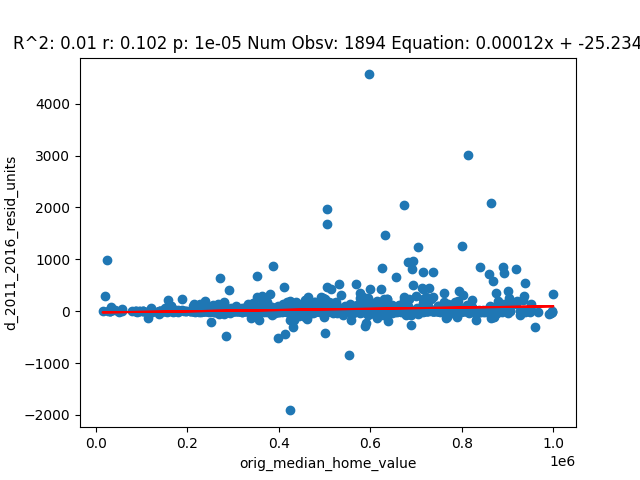 R^2: 0.01 r: 0.102 p: 1e-05 Num Obsv: 1894 Equation: 0.00012x + -25.234
4000
3000
2000
1000
0
−1000
−2000
d_2011_2016_resid_units
0.0 0.2 0.4 0.6 0.8 1.0
1e6
orig_median_home_value